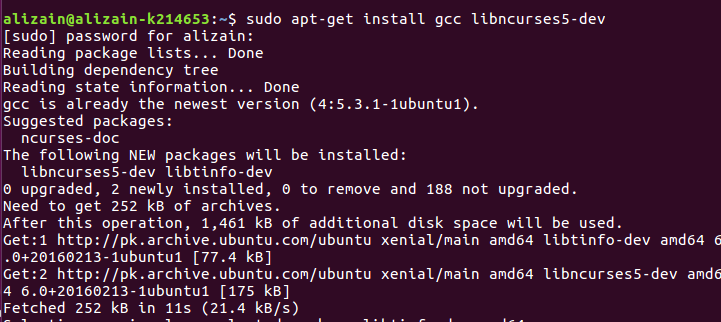 alizain@alizain-k214653:~$ sudo apt-get install gcc libncurses5-dev
[sudo] password for alizain:
Reading package lists... Done
Building dependency tree
Reading state information... Done
gcc is already the newest version (4:5.3.1-1ubuntu1).
Suggested packages:
  ncurses-doc
The following NEW packages will be installed:
  libncurses5-dev libtinfo-dev
0 upgraded, 2 newly installed, 0 to remove and 188 not upgraded.
Need to get 252 kB of archives.
After this operation, 1,461 kB of additional disk space will be used.
Get:1 http://pk.archive.ubuntu.com/ubuntu xenial/main amd64 libtinfo-dev amd64 6
.0+20160213-1ubuntu1 [77.4 kB]
Get:2 http://pk.archive.ubuntu.com/ubuntu xenial/main amd64 libncurses5-dev amd6
4 6.0+20160213-1ubuntu1 [175 kB]
Fetched 252 kB in 11s (21.4 kB/s)